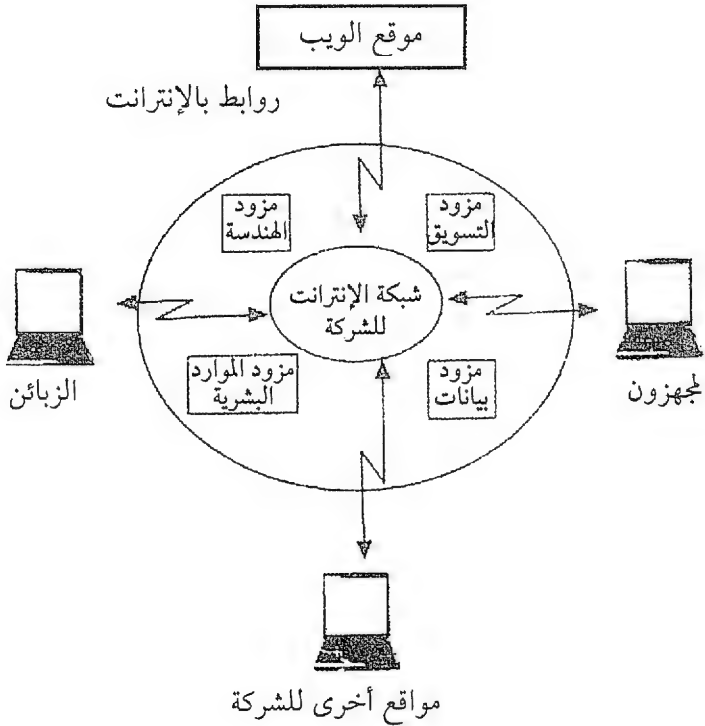 موقع الويب
روابط بالإنترانت
مزود
التسويق
مزود
الهندسة
شبكة الإنترانت
للشركة
لمجهزون
الزبائن
مزود
بيانات
مزود الموارد
البشرية
مواقع أخرى للشركة